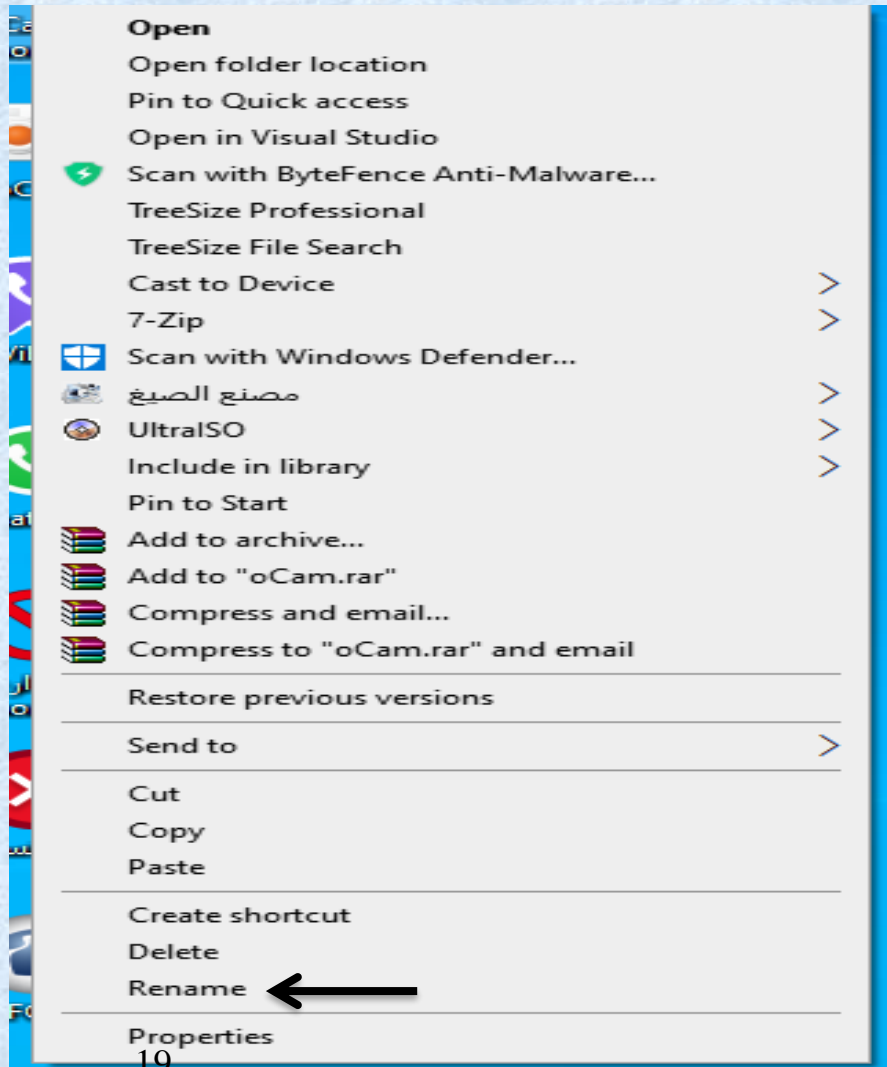 Open
Open folder location
Pin to Quick access
Open in Visual Studio
Scan with ByteFence Anti-Malware...
TreeSize Professional
TreeSize File Search
Cast to Device
7-Zip
Scan with Windows Defender...
مصنع الصيغ
UltraISO
Include in library
Pin to Start
Add to archive...
Add to "oCam.rar"
Compress and email...
Compress to "oCam.rar" and email
Restore previous versions
Send to
Cut
Copy
Paste
Create shortcut
Delete
Rename
Properties
19